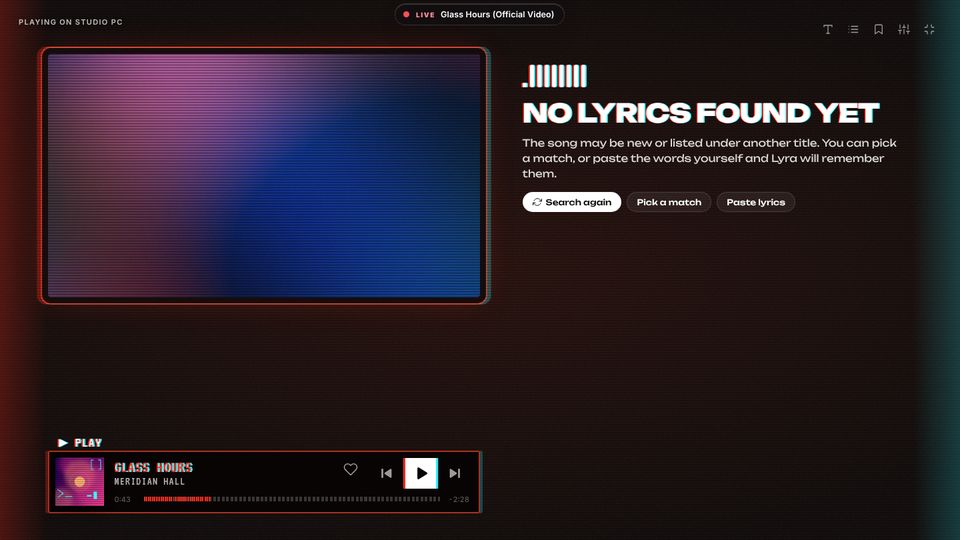 PLAYING ON STUDIO PC
LIVE Glass Hours (Official Video)
NO LYRICS FOUND YET
The song may be new or listed under another title. You can pick
a match, or paste the words yourself and Lyra will remember
them.
Search again
Pick a match
Paste lyrics
PLAY
GLASS HOURS
MERIDIAN HALL
0:43
-2:28